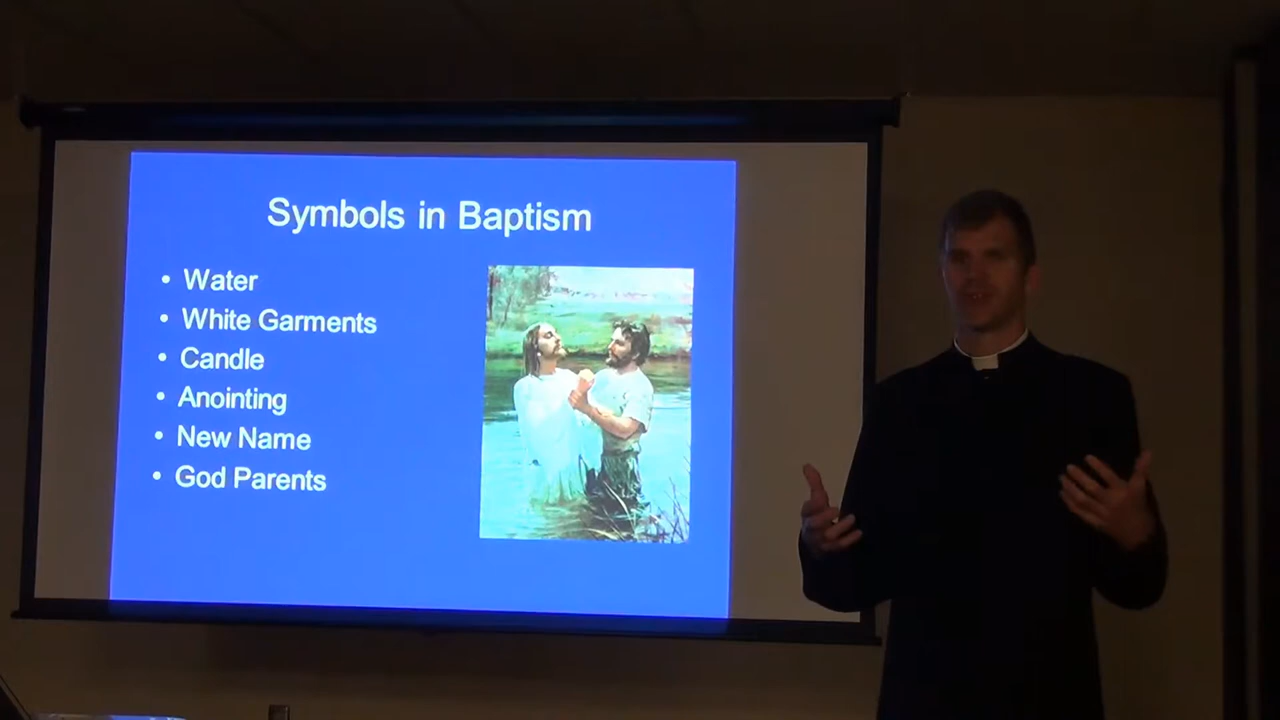 Symbols in Baptism
• Water
• White Garments
• Candle
• Anointing
• New Name
• God Parents